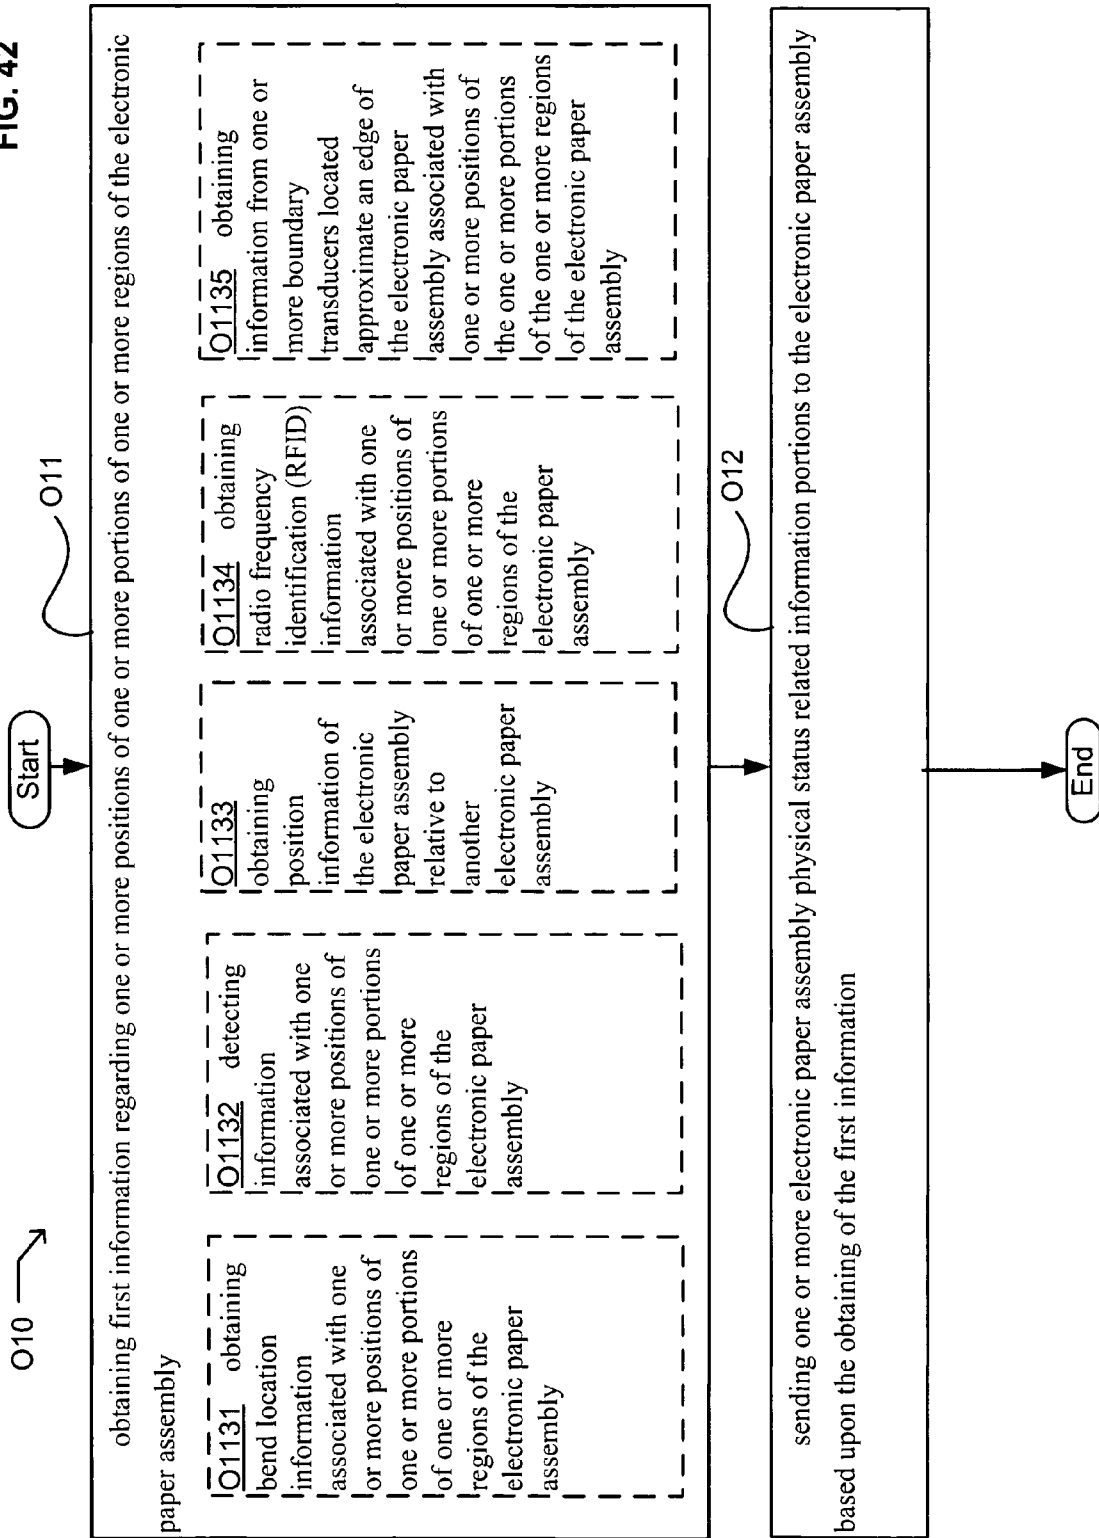 FIG. 42
O10
Start
O11
obtaining first information regarding one or more positions of one or more portions of one or more regions of the electronic
paper assembly
O1131 obtaining
bend location
information
associated with one
or more positions of
one or more portions
of one or more
regions of the
electronic paper
assembly
O1132 detecting
information
associated with one
or more positions of
one or more portions
of one or more
regions of the
electronic paper
assembly
O1133
obtaining
position
information of
the electronic
paper assembly
relative to
another
electronic paper
assembly
O1134 obtaining
radio frequency
identification (RFID)
information
associated with one
or more positions of
one or more portions
of one or more
regions of the
electronic paper
assembly
O1135 obtaining
information from one or
more boundary
transducers located
approximate an edge of
the electronic paper
assembly associated with
one or more positions of
the one or more portions
of the one or more regions
of the electronic paper
assembly
O12
sending one or more electronic paper assembly physical status related information portions to the electronic paper assembly
based upon the obtaining of the first information
End